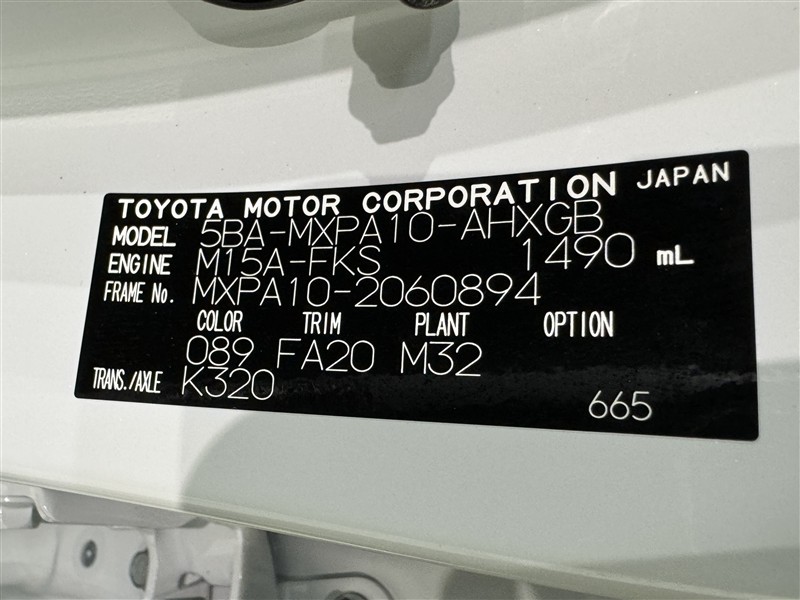 TOYOTA MOTOR CORPORATION JAPAN
MODEL 5BA-MXPA10-AHXGB
ENGINE M15A-FKS 1490 mL
FRAME No. MXPA10-2060894
COLOR TRIM PLANT OPTION
089 FA20 M32
TRANS./AXLE K320
665